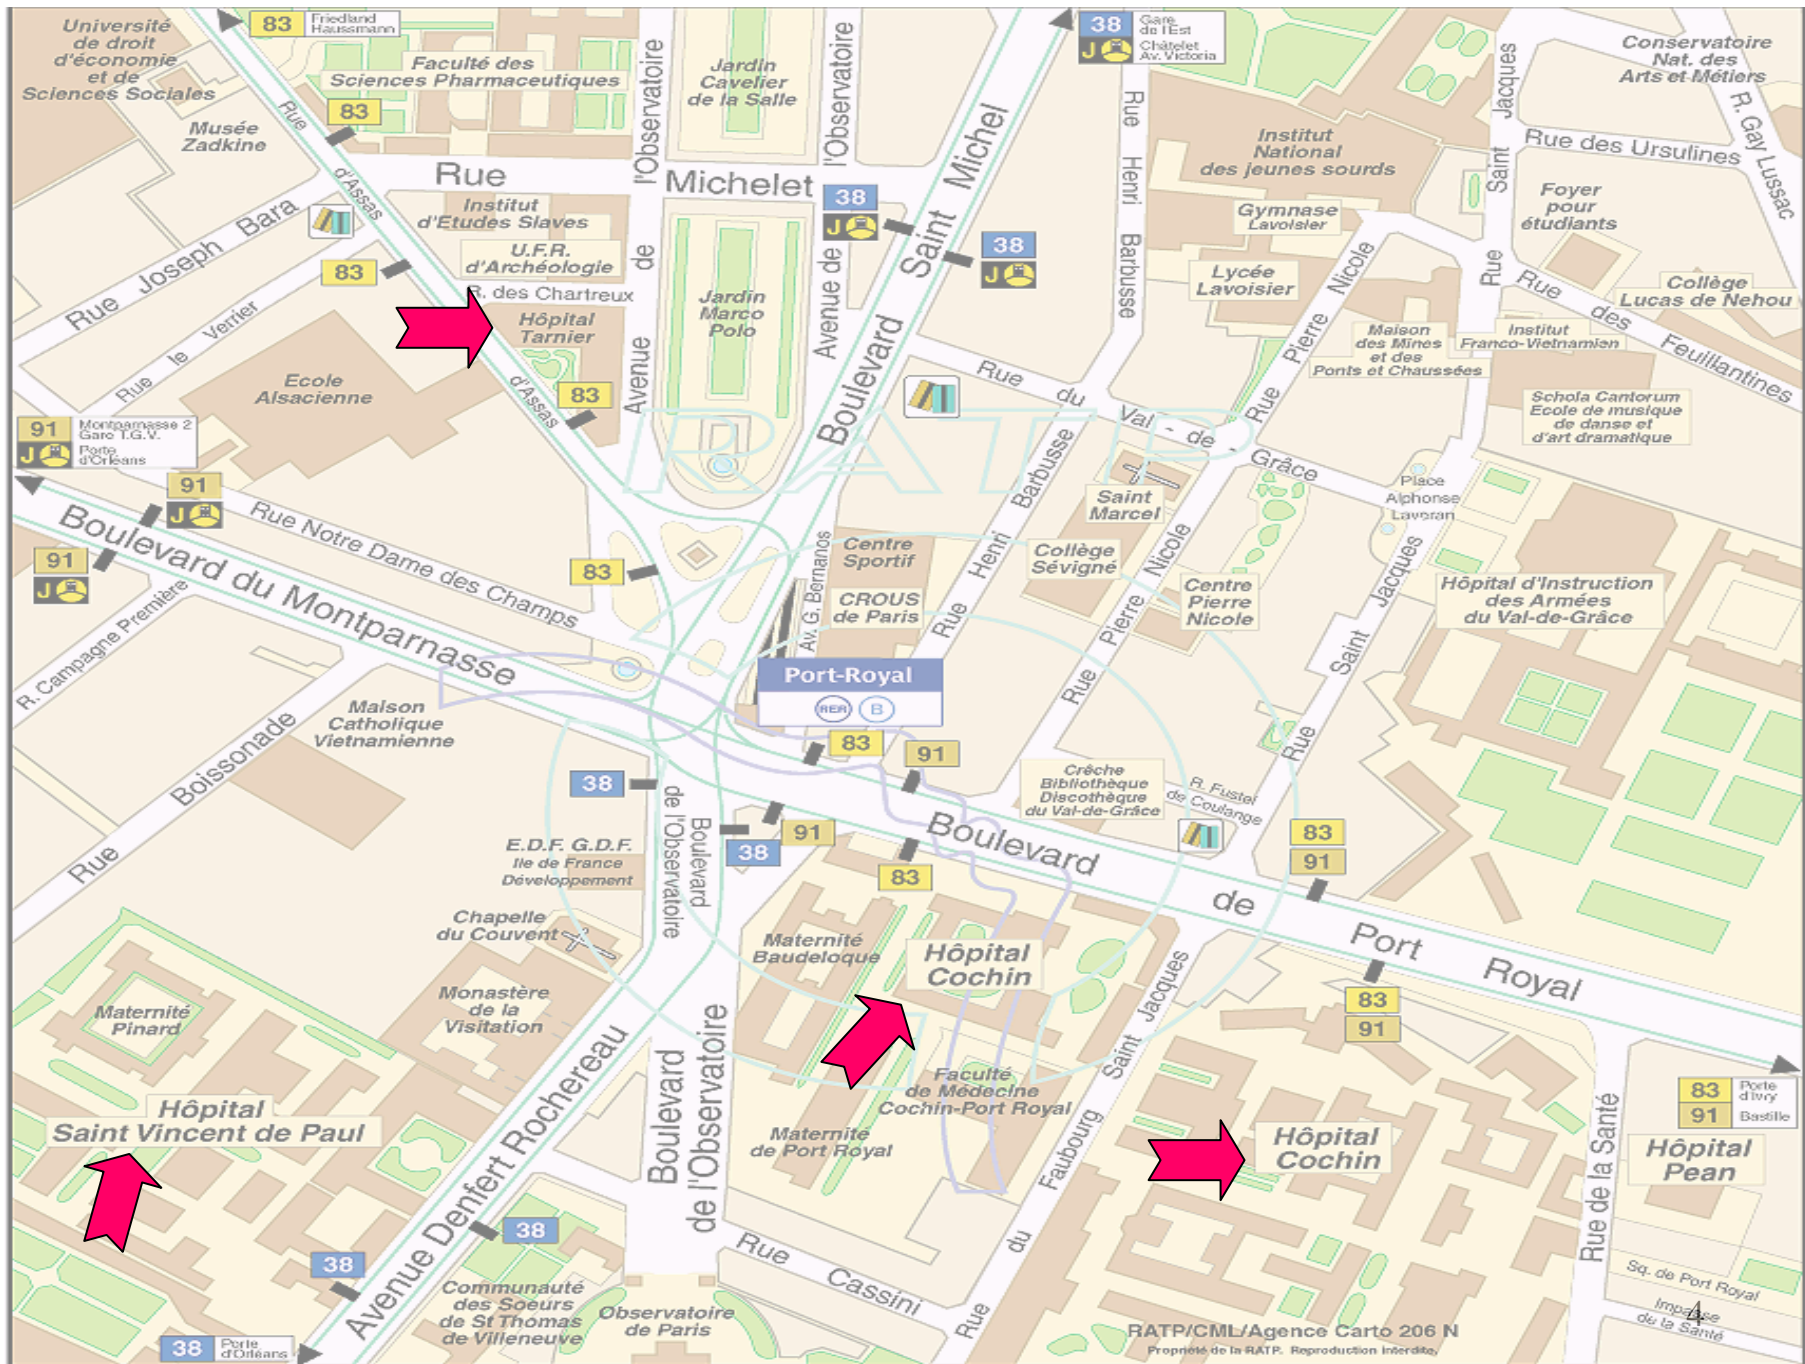 Université
de droit
d'économie
et de
Sciences Sociales
83
Friedland
Haussmann
Faculté des
Sciences Pharmaceutiques
83
Musée
Zadkine
Rue
d'Assas
Jardin
Cavelier
de la Salle
l'Observatoire
l'Observatoire
38
Gare
de l'Est
J
Châtelet
Av. Victoria
Conservatoire
Nat. des
Arts et Métiers
R. Gay Lussac
Rue des Ursulines
Rue Saint Jacques
Institut
National
des jeunes sourds
Foyer
pour
étudiants
Rue Michelet
Institut
d'Etudes Slaves
U.F.R.
d'Archéologie
R. des Chartreux
Rue Joseph Bara
83
Rue le Verrier
Hôpital
Tarnier
Avenue de
Jardin
Marco
Polo
Avenue de
38
J
38
J
Boulevard Saint Michel
Rue Henri Barbusse
Gymnase
Lavoisier
Lycée
Lavoisier
Rue Pierre Nicole
Maison
des Mines
et des
Ponts et Chaussées
Institut
Franco-Vietnamien
Collège
Lucas de Nehou
Rue des Feuillantines
Schola Cantorum
Ecole de musique
de danse et
d'art dramatique
Ecole
Alsacienne
d'Assas
83
91
Montparnasse 2
Gare T.G.V.
J
Porte
d'Orléans
91
J
91
J
Rue du Val - de - Grâce
Place
Alphonse
Laveran
RATP
Saint
Marcel
Boulevard du Montparnasse
Rue Notre Dame des Champs
83
Centre
Sportif
CROUS
de Paris
Av. G. Bernanos
Rue Henri Barbusse
Collège
Sévigné
Rue Pierre Nicole
Centre
Pierre
Nicole
Rue Saint Jacques
Hôpital d'Instruction
des Armées
du Val-de-Grâce
R. Campagne Première
Rue Boissonade
Maison
Catholique
Vietnamienne
Port-Royal
RER B
83
91
38
38
91
83
Crêche
Bibliothèque
Discothèque
du Val-de-Grâce
R. Fustel
de Coulange
83
91
Boulevard de Port Royal
Boulevard
de l'Observatoire
E.D.F. G.D.F.
Ile de France
Développement
Chapelle
du Couvent
Monastère
de la
Visitation
Maternité
Baudeloque
Hôpital
Cochin
83
91
Maternité
Pinard
Hôpital
Saint Vincent de Paul
Avenue Denfert Rochereau
Boulevard
de l'Observatoire
Faculté
de Médecine
Cochin-Port Royal
Maternité
de Port Royal
Rue du Faubourg Saint Jacques
Hôpital
Cochin
Rue de la Santé
83
Porte
d'Ivry
91
Bastille
Hôpital
Pean
38
38
38
Porte
d'Orléans
Communauté
des Soeurs
de St Thomas
de Villeneuve
Observatoire
de Paris
Rue Cassini
Sq. de Port Royal
Impasse
de la Santé
4
RATP/CML/Agence Carto 206 N
Propriété de la RATP. Reproduction interdite.